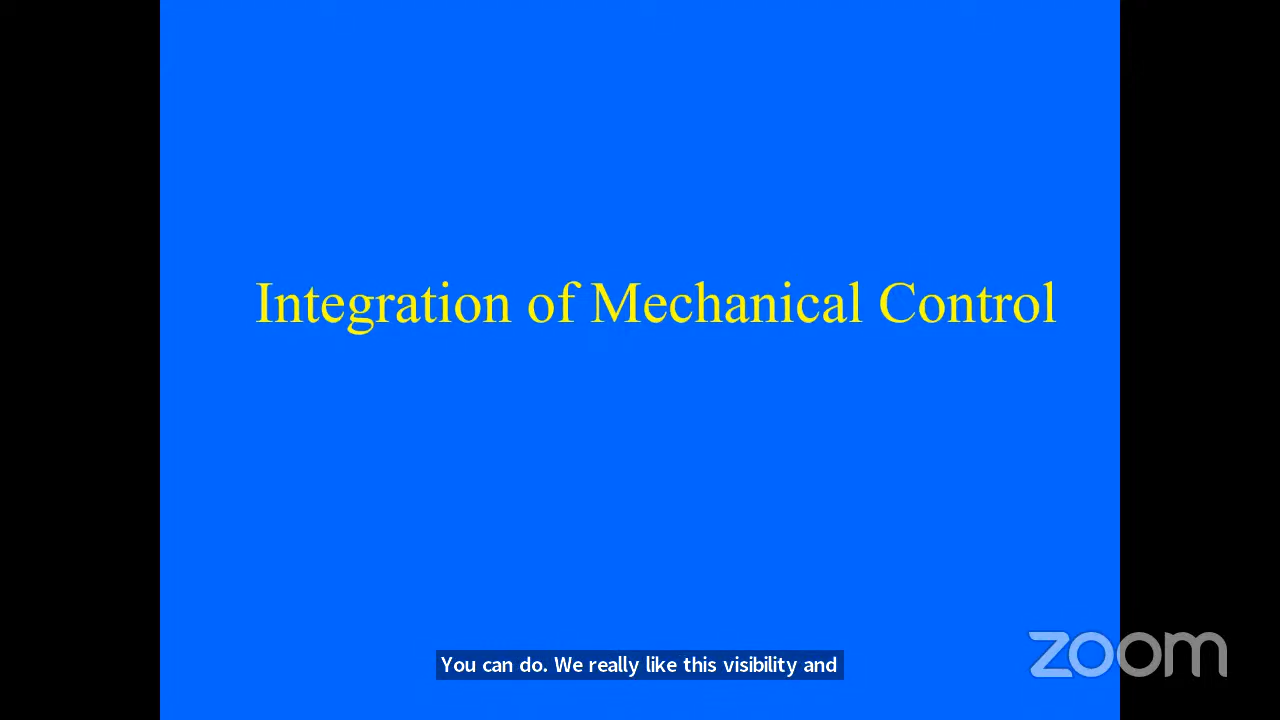 Integration of Mechanical Control
You can do. We really like this visibility and
zoom